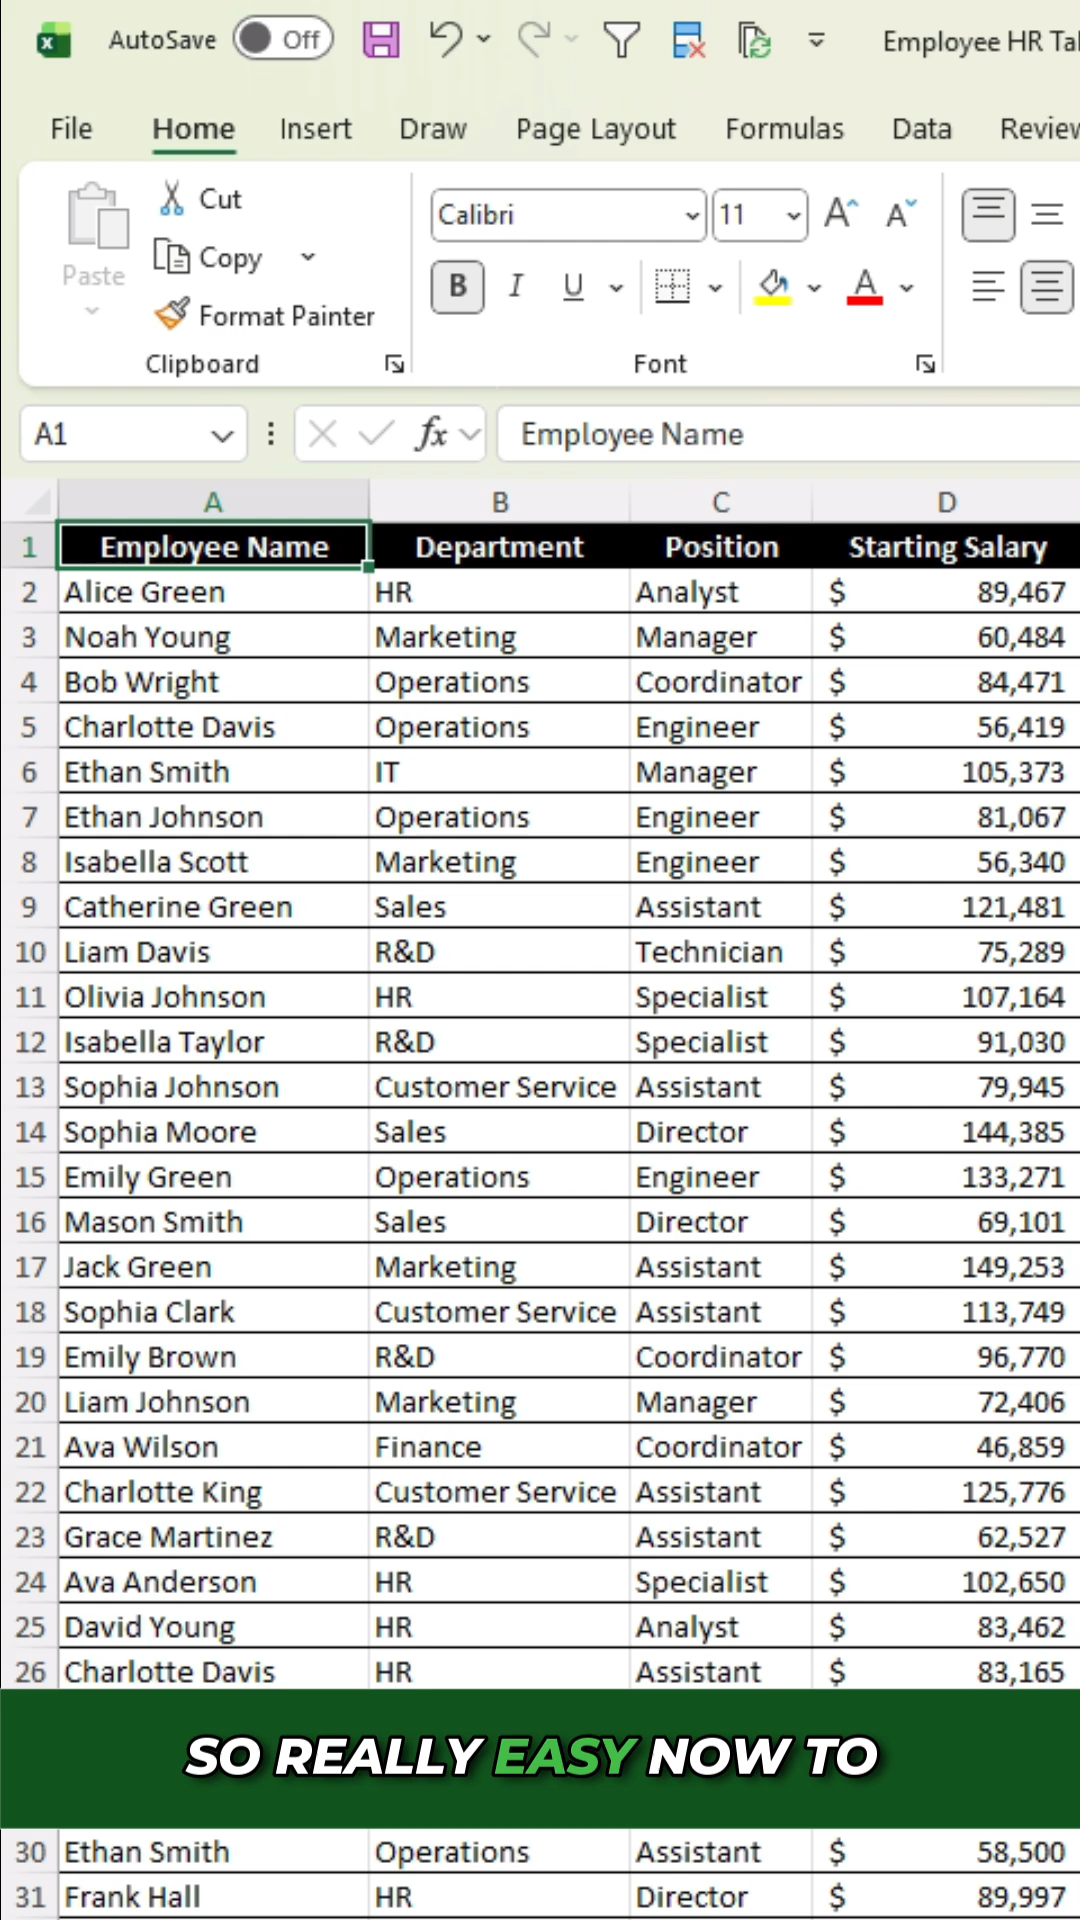 AutoSave Off Employee HR Ta
File Home Insert Draw Page Layout Formulas Data Review
Cut
Calibri 11 A A
Copy
Paste
B I U A
Format Painter
Clipboard Font
A1 fx Employee Name
A B C D
1 Employee Name Department Position Starting Salary
2 Alice Green HR Analyst $ 89,467
3 Noah Young Marketing Manager $ 60,484
4 Bob Wright Operations Coordinator $ 84,471
5 Charlotte Davis Operations Engineer $ 56,419
6 Ethan Smith IT Manager $ 105,373
7 Ethan Johnson Operations Engineer $ 81,067
8 Isabella Scott Marketing Engineer $ 56,340
9 Catherine Green Sales Assistant $ 121,481
10 Liam Davis R&D Technician $ 75,289
11 Olivia Johnson HR Specialist $ 107,164
12 Isabella Taylor R&D Specialist $ 91,030
13 Sophia Johnson Customer Service Assistant $ 79,945
14 Sophia Moore Sales Director $ 144,385
15 Emily Green Operations Engineer $ 133,271
16 Mason Smith Sales Director $ 69,101
17 Jack Green Marketing Assistant $ 149,253
18 Sophia Clark Customer Service Assistant $ 113,749
19 Emily Brown R&D Coordinator $ 96,770
20 Liam Johnson Marketing Manager $ 72,406
21 Ava Wilson Finance Coordinator $ 46,859
22 Charlotte King Customer Service Assistant $ 125,776
23 Grace Martinez R&D Assistant $ 62,527
24 Ava Anderson HR Specialist $ 102,650
25 David Young HR Analyst $ 83,462
26 Charlotte Davis HR Assistant $ 83,165
SO REALLY EASY NOW TO
30 Ethan Smith Operations Assistant $ 58,500
31 Frank Hall HR Director $ 89,997